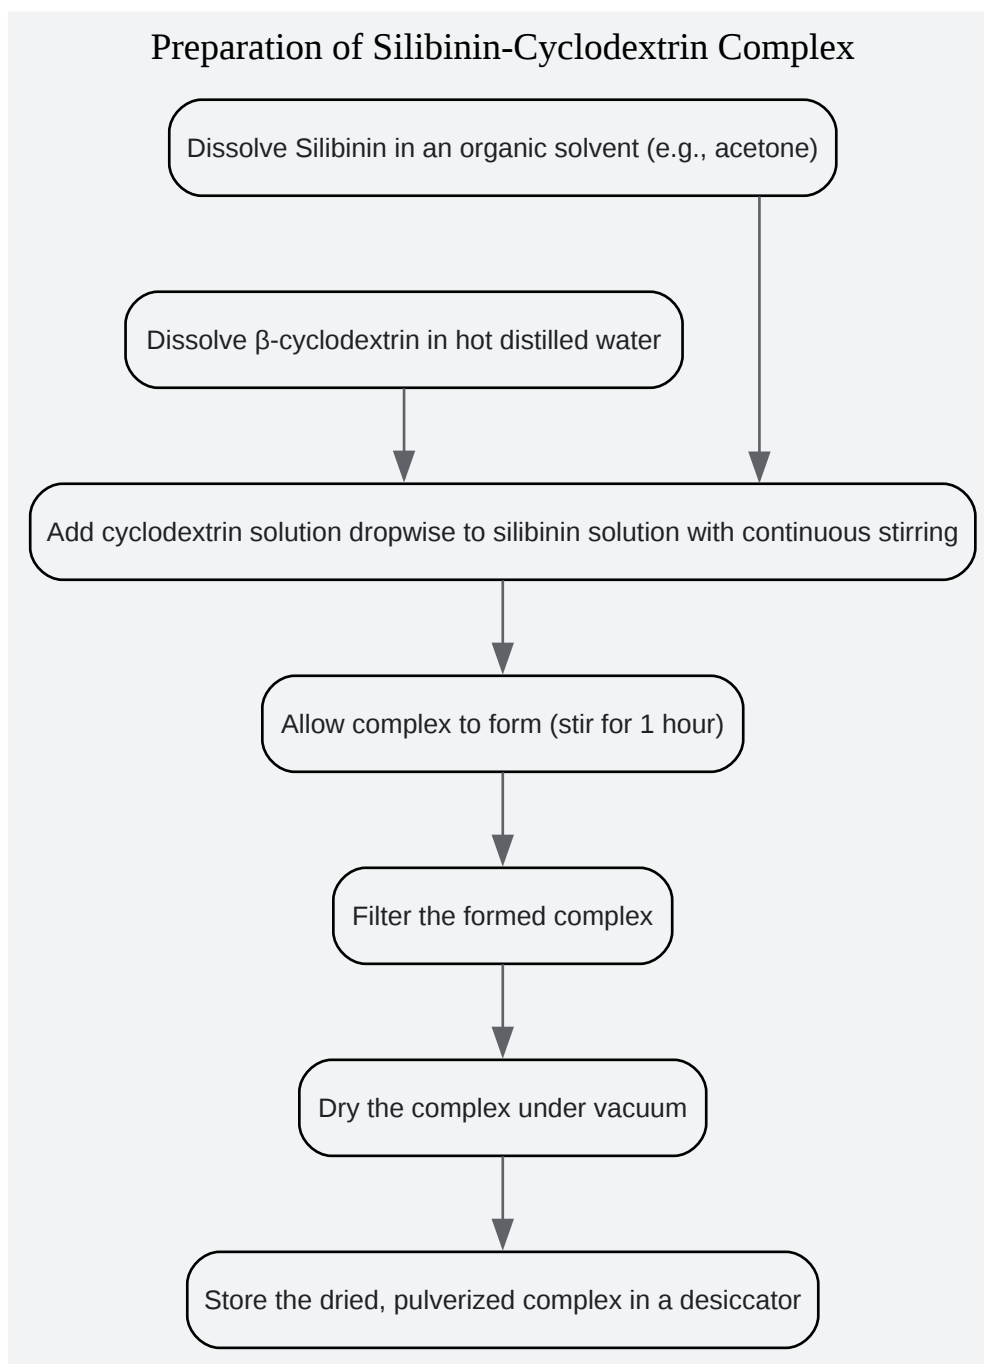 Preparation of Silibinin-Cyclodextrin Complex
Dissolve Silibinin in an organic solvent (e.g., acetone)
Dissolve β-cyclodextrin in hot distilled water
Add cyclodextrin solution dropwise to silibinin solution with continuous stirring
Allow complex to form (stir for 1 hour)
Filter the formed complex
Dry the complex under vacuum
Store the dried, pulverized complex in a desiccator